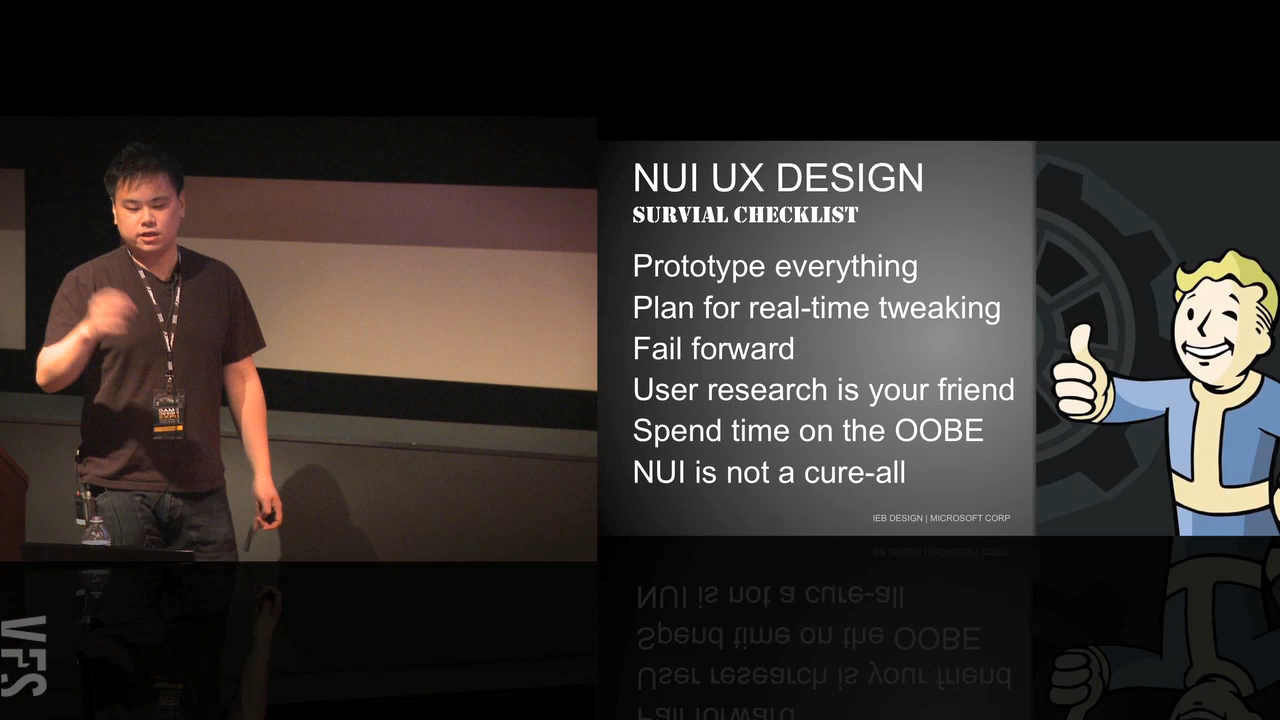 NUI UX DESIGN
SURVIAL CHECKLIST
Prototype everything
Plan for real-time tweaking
Fail forward
User research is your friend
Spend time on the OOBE
NUI is not a cure-all
IEB DESIGN | MICROSOFT CORP
VFS